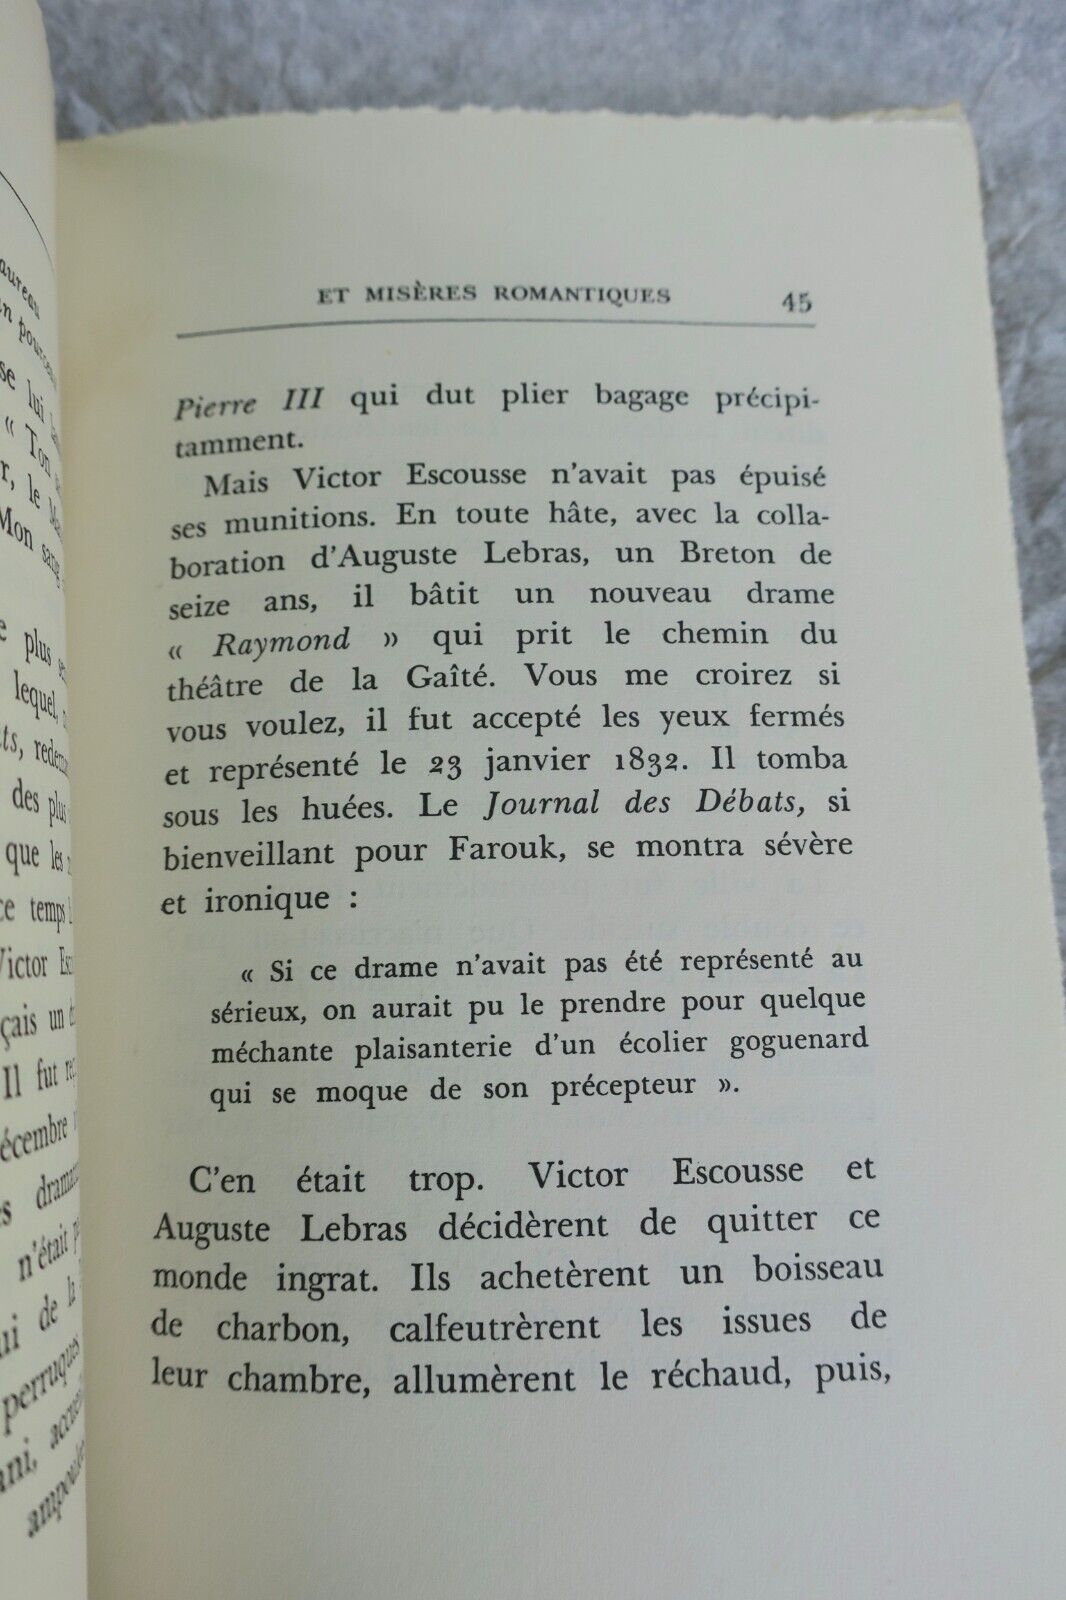 ET MISÈRES ROMANTIQUES 45
Pierre III qui dut plier bagage précipi-
tamment.
Mais Victor Escousse n'avait pas épuisé
ses munitions. En toute hâte, avec la colla-
boration d'Auguste Lebras, un Breton de
seize ans, il bâtit un nouveau drame
« Raymond » qui prit le chemin du
théâtre de la Gaîté. Vous me croirez si
vous voulez, il fut accepté les yeux fermés
et représenté le 23 janvier 1832. Il tomba
sous les huées. Le Journal des Débats, si
bienveillant pour Farouk, se montra sévère
et ironique :
« Si ce drame n'avait pas été représenté au
sérieux, on aurait pu le prendre pour quelque
méchante plaisanterie d'un écolier goguenard
qui se moque de son précepteur ».
C'en était trop. Victor Escousse et
Auguste Lebras décidèrent de quitter ce
monde ingrat. Ils achetèrent un boisseau
de charbon, calfeutrèrent les issues de
leur chambre, allumèrent le réchaud, puis,